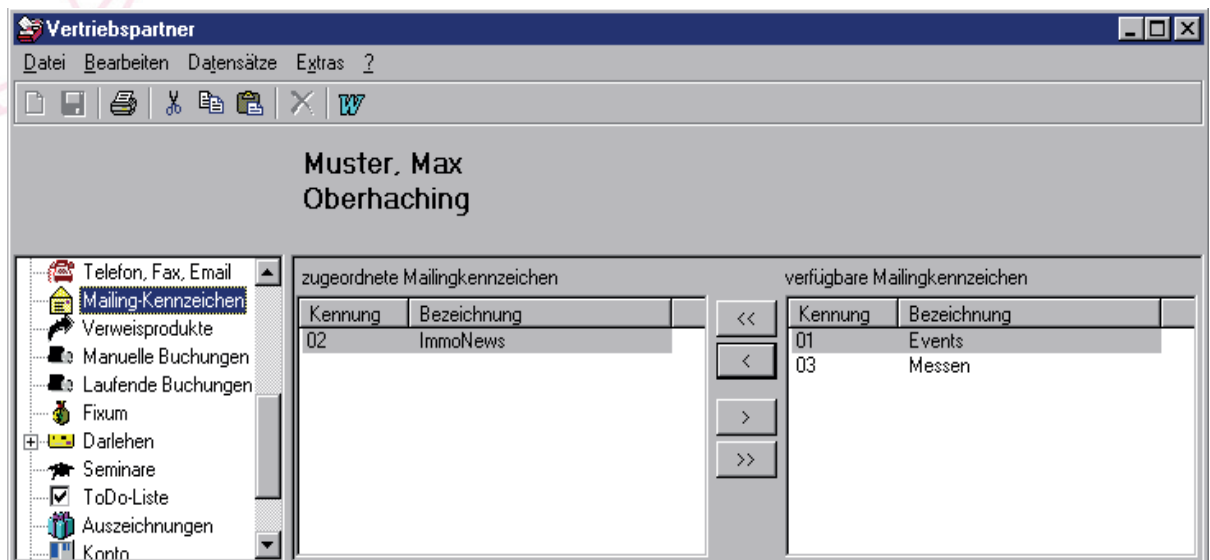 Vertriebspartner
Datei Bearbeiten Datensätze Extras ?
W
Muster, Max
Oberhaching
Telefon, Fax, Email
Mailing-Kennzeichen
Verweisprodukte
Manuelle Buchungen
Laufende Buchungen
Fixum
Darlehen
Seminare
ToDo-Liste
Auszeichnungen
Konto
zugeordnete Mailingkennzeichen
Kennung Bezeichnung
02 ImmoNews
<<
<
>
>>
verfügbare Mailingkennzeichen
Kennung Bezeichnung
01 Events
03 Messen